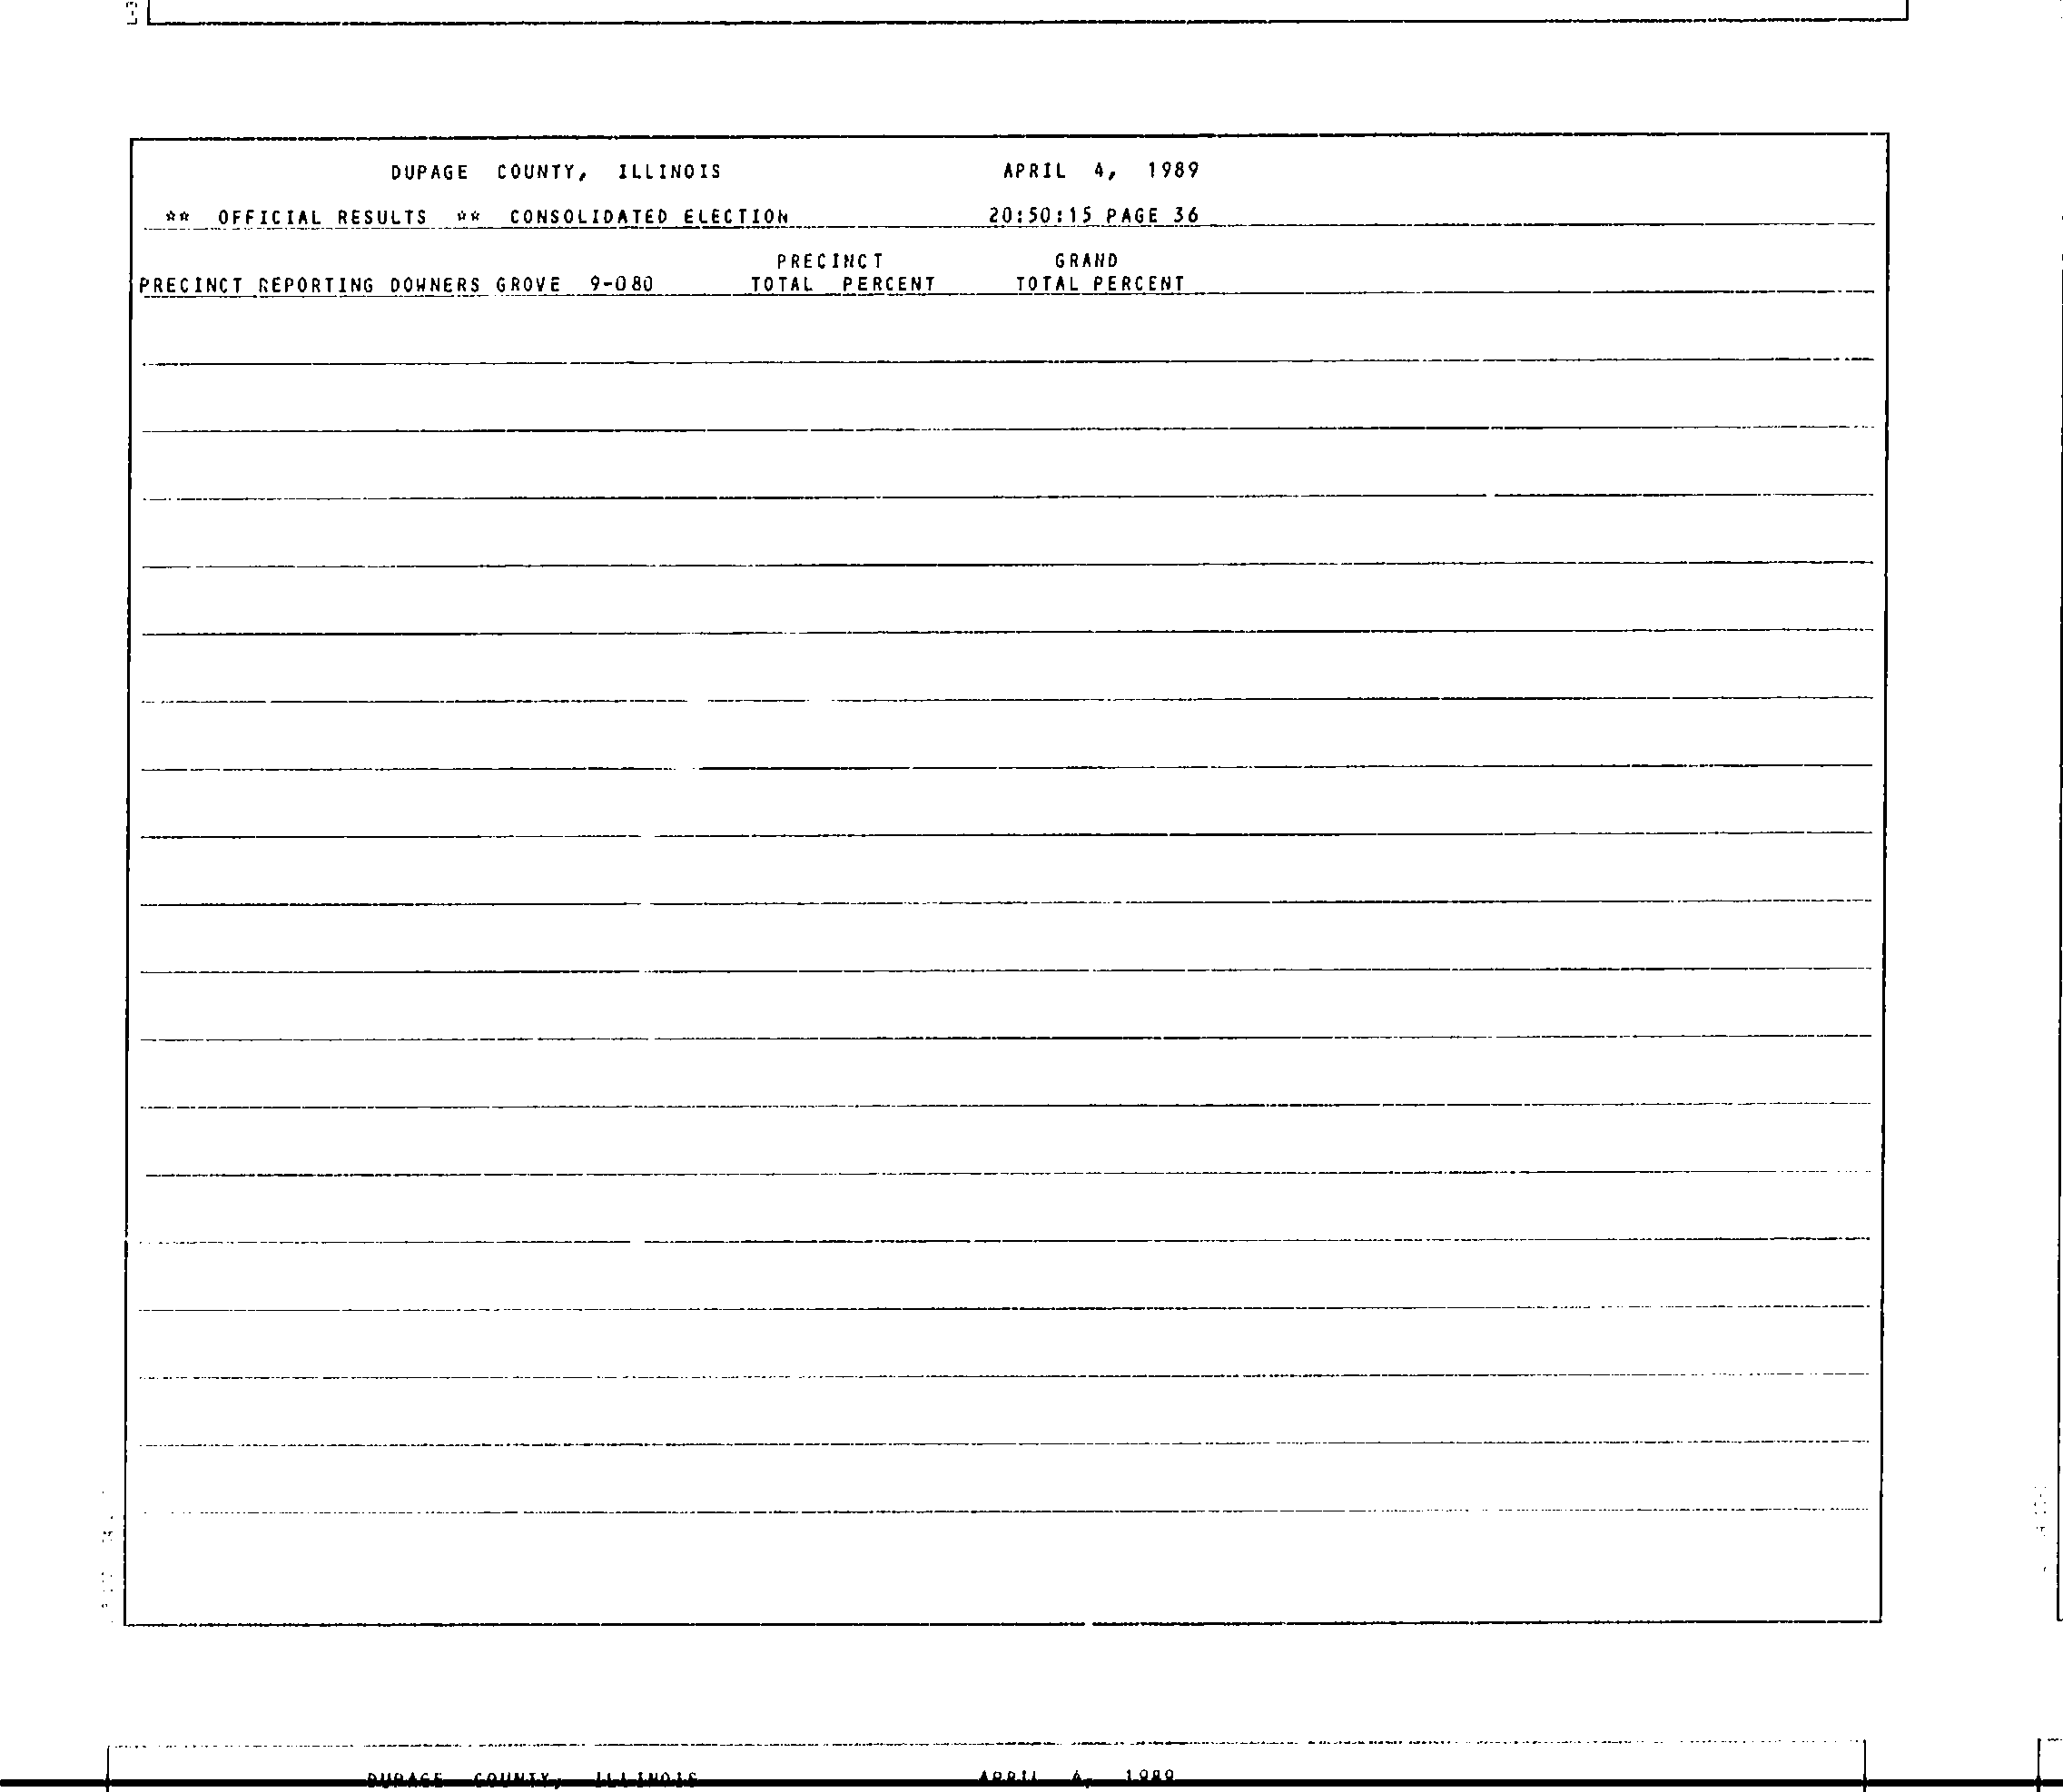 DUPAGE COUNTY, ILLINOIS APRIL 4, 1989
** OFFICIAL RESULTS ** CONSOLIDATED ELECTION 20:50:15 PAGE 36
PRECINCT GRAND
PRECINCT REPORTING DOWNERS GROVE 9-080 TOTAL PERCENT TOTAL PERCENT
DUPAGE COUNTY, ILLINOIS APRIL 4, 1989